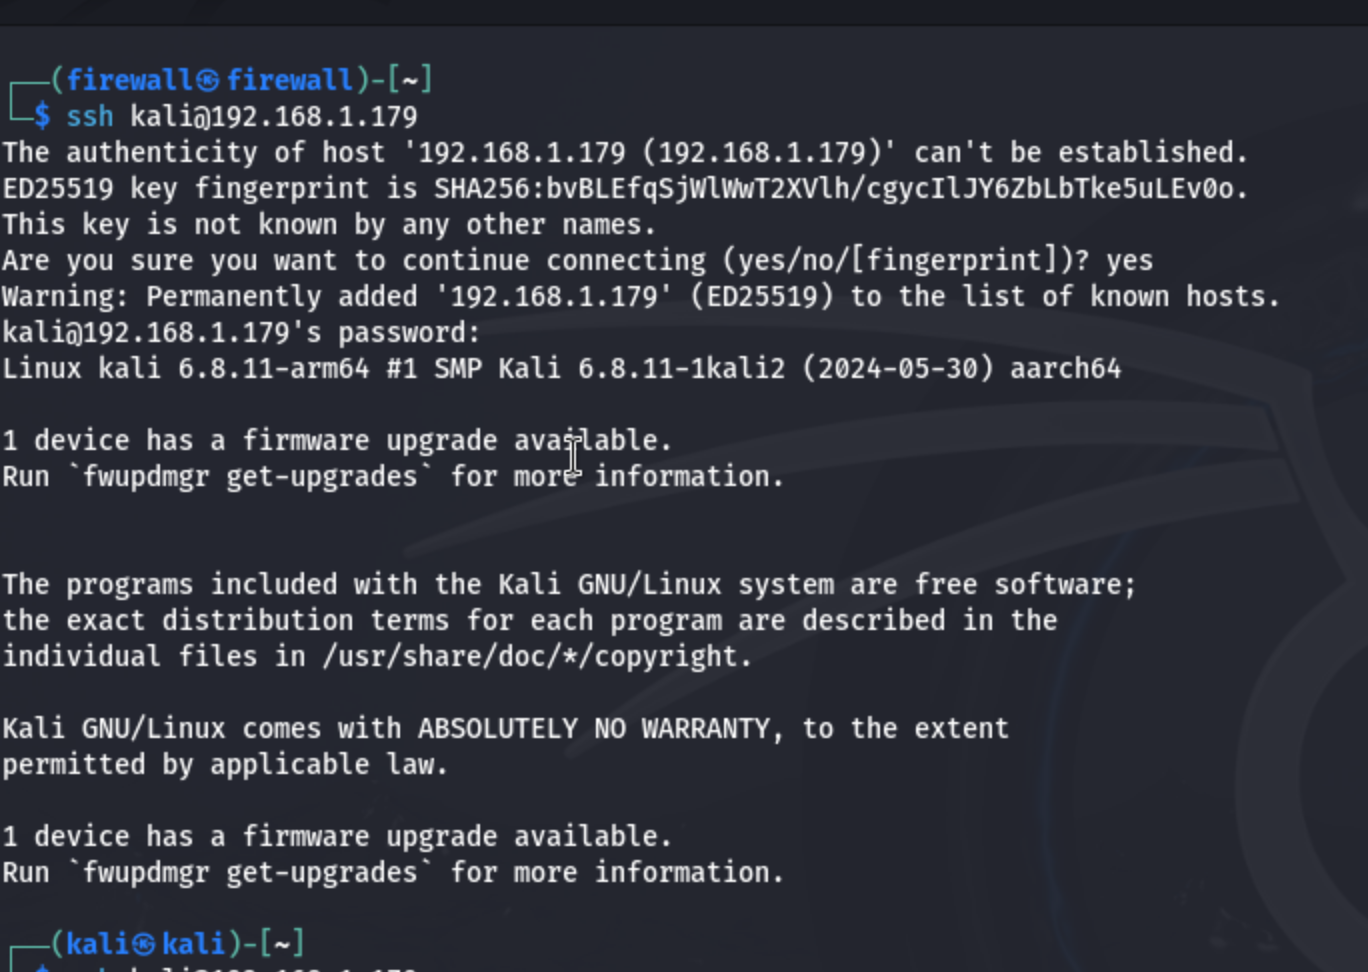 ┌──(firewall㉿firewall)-[~]
└─$ ssh kali@192.168.1.179
The authenticity of host '192.168.1.179 (192.168.1.179)' can't be established.
ED25519 key fingerprint is SHA256:bvBLEfqSjWlWwT2XVlh/cgycIlJY6ZbLbTke5uLEv0o.
This key is not known by any other names.
Are you sure you want to continue connecting (yes/no/[fingerprint])? yes
Warning: Permanently added '192.168.1.179' (ED25519) to the list of known hosts.
kali@192.168.1.179's password:
Linux kali 6.8.11-arm64 #1 SMP Kali 6.8.11-1kali2 (2024-05-30) aarch64
1 device has a firmware upgrade available.
Run `fwupdmgr get-upgrades` for more information.
The programs included with the Kali GNU/Linux system are free software;
the exact distribution terms for each program are described in the
individual files in /usr/share/doc/*/copyright.
Kali GNU/Linux comes with ABSOLUTELY NO WARRANTY, to the extent
permitted by applicable law.
1 device has a firmware upgrade available.
Run `fwupdmgr get-upgrades` for more information.
┌──(kali㉿kali)-[~]